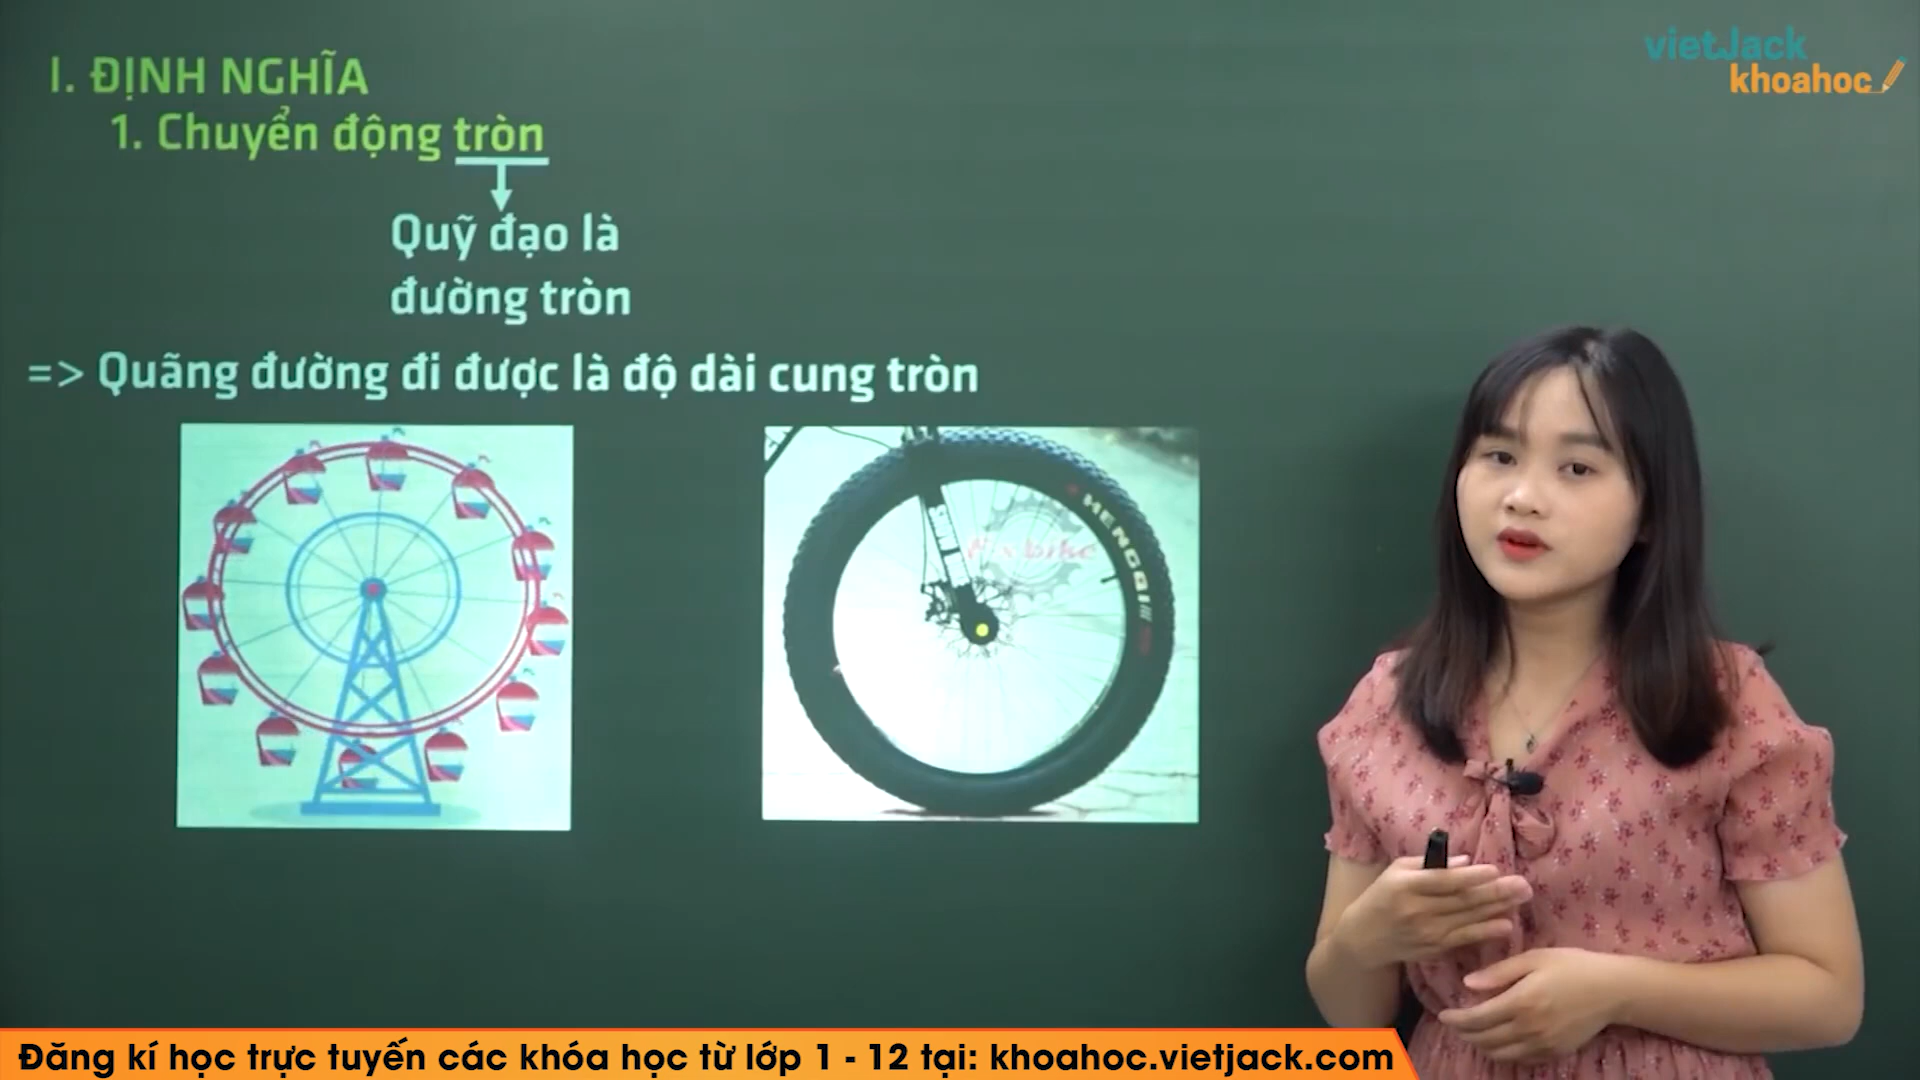 I. ĐỊNH NGHĨA
1. Chuyển động tròn
Quỹ đạo là
đường tròn
=> Quãng đường đi được là độ dài cung tròn
vietJack
khoahoc
HENGQI
bike
Đăng kí học trực tuyến các khóa học từ lớp 1 - 12 tại: khoahoc.vietjack.com